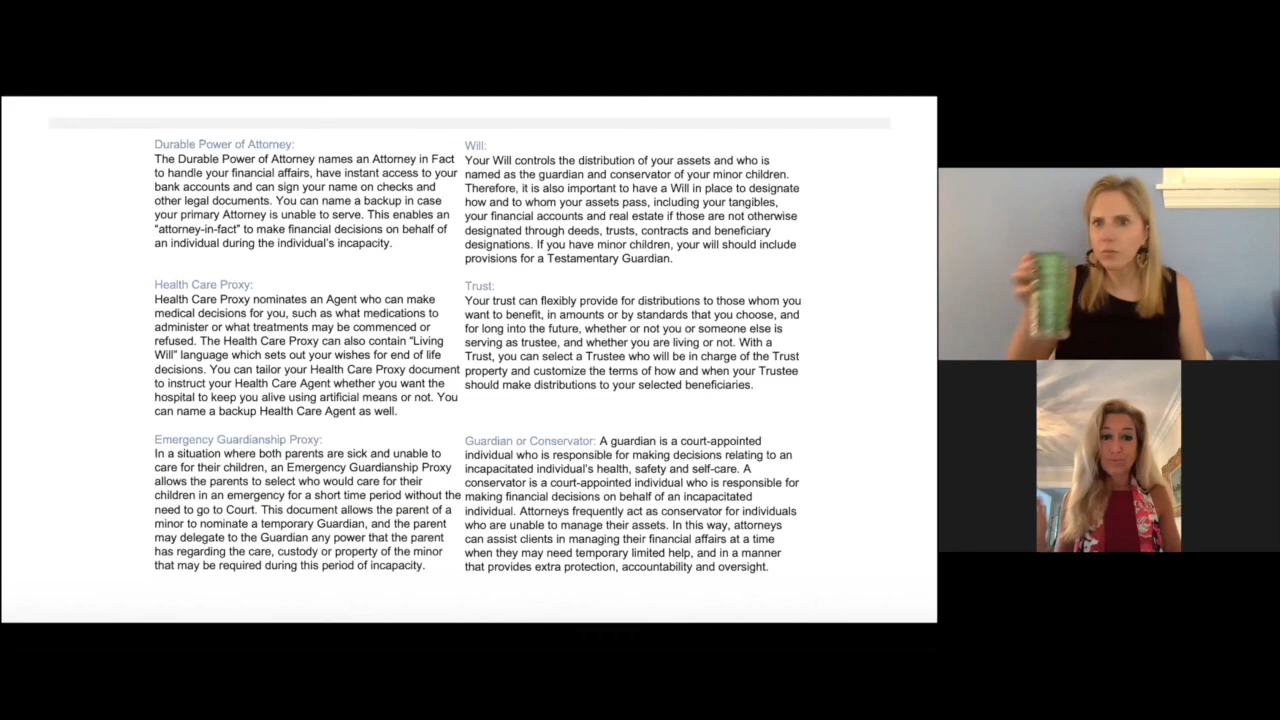 Durable Power of Attorney:
The Durable Power of Attorney names an Attorney in Fact
to handle your financial affairs, have instant access to your
bank accounts and can sign your name on checks and
other legal documents. You can name a backup in case
your primary Attorney is unable to serve. This enables an
“attorney-in-fact” to make financial decisions on behalf of
an individual during the individual’s incapacity.
Health Care Proxy:
Health Care Proxy nominates an Agent who can make
medical decisions for you, such as what medications to
administer or what treatments may be commenced or
refused. The Health Care Proxy can also contain “Living
Will” language which sets out your wishes for end of life
decisions. You can tailor your Health Care Proxy document
to instruct your Health Care Agent whether you want the
hospital to keep you alive using artificial means or not. You
can name a backup Health Care Agent as well.
Emergency Guardianship Proxy:
In a situation where both parents are sick and unable to
care for their children, an Emergency Guardianship Proxy
allows the parents to select who would care for their
children in an emergency for a short time period without the
need to go to Court. This document allows the parent of a
minor to nominate a temporary Guardian, and the parent
may delegate to the Guardian any power that the parent
has regarding the care, custody or property of the minor
that may be required during this period of incapacity.
Will:
Your Will controls the distribution of your assets and who is
named as the guardian and conservator of your minor children.
Therefore, it is also important to have a Will in place to designate
how and to whom your assets pass, including your tangibles,
your financial accounts and real estate if those are not otherwise
designated through deeds, trusts, contracts and beneficiary
designations. If you have minor children, your will should include
provisions for a Testamentary Guardian.
Trust:
Your trust can flexibly provide for distributions to those whom you
want to benefit, in amounts or by standards that you choose, and
for long into the future, whether or not you or someone else is
serving as trustee, and whether you are living or not. With a
Trust, you can select a Trustee who will be in charge of the Trust
property and customize the terms of how and when your Trustee
should make distributions to your selected beneficiaries.
Guardian or Conservator: A guardian is a court-appointed
individual who is responsible for making decisions relating to an
incapacitated individual’s health, safety and self-care. A
conservator is a court-appointed individual who is responsible for
making financial decisions on behalf of an incapacitated
individual. Attorneys frequently act as conservator for individuals
who are unable to manage their assets. In this way, attorneys
can assist clients in managing their financial affairs at a time
when they may need temporary limited help, and in a manner
that provides extra protection, accountability and oversight.